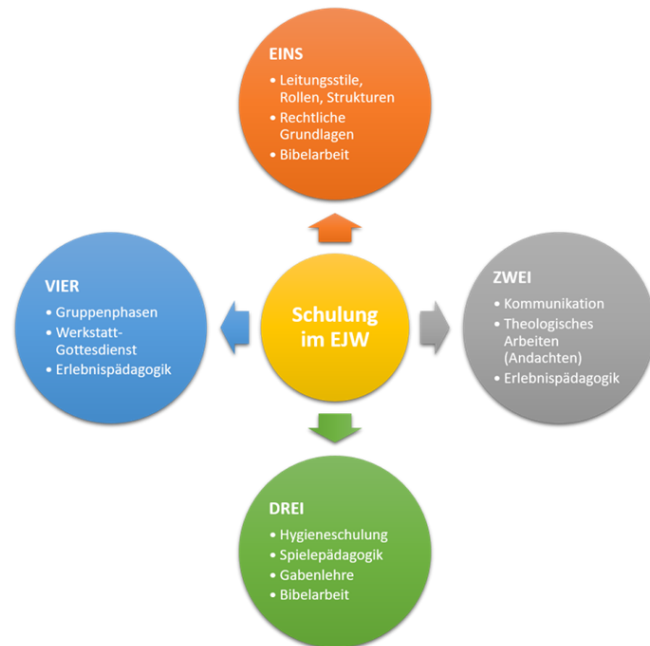 EINS
• Leitungsstile,
Rollen, Strukturen
• Rechtliche
Grundlagen
• Bibelarbeit
VIER
• Gruppenphasen
• Werkstatt-
Gottesdienst
• Erlebnispädagogik
Schulung
im EJW
ZWEI
• Kommunikation
• Theologisches
Arbeiten
(Andachten)
• Erlebnispädagogik
DREI
• Hygieneschulung
• Spielepädagogik
• Gabenlehre
• Bibelarbeit